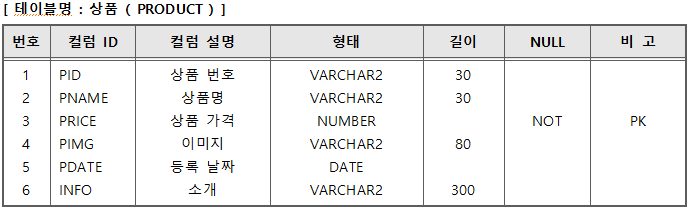 [ 테이블명 : 상품 ( PRODUCT ) ]
번호 컬럼 ID 컬럼 설명 형태 길이 NULL 비 고
1 PID 상품 번호 VARCHAR2 30
2 PNAME 상품명 VARCHAR2 30
3 PRICE 상품 가격 NUMBER NOT PK
4 PIMG 이미지 VARCHAR2 80
5 PDATE 등록 날짜 DATE
6 INFO 소개 VARCHAR2 300